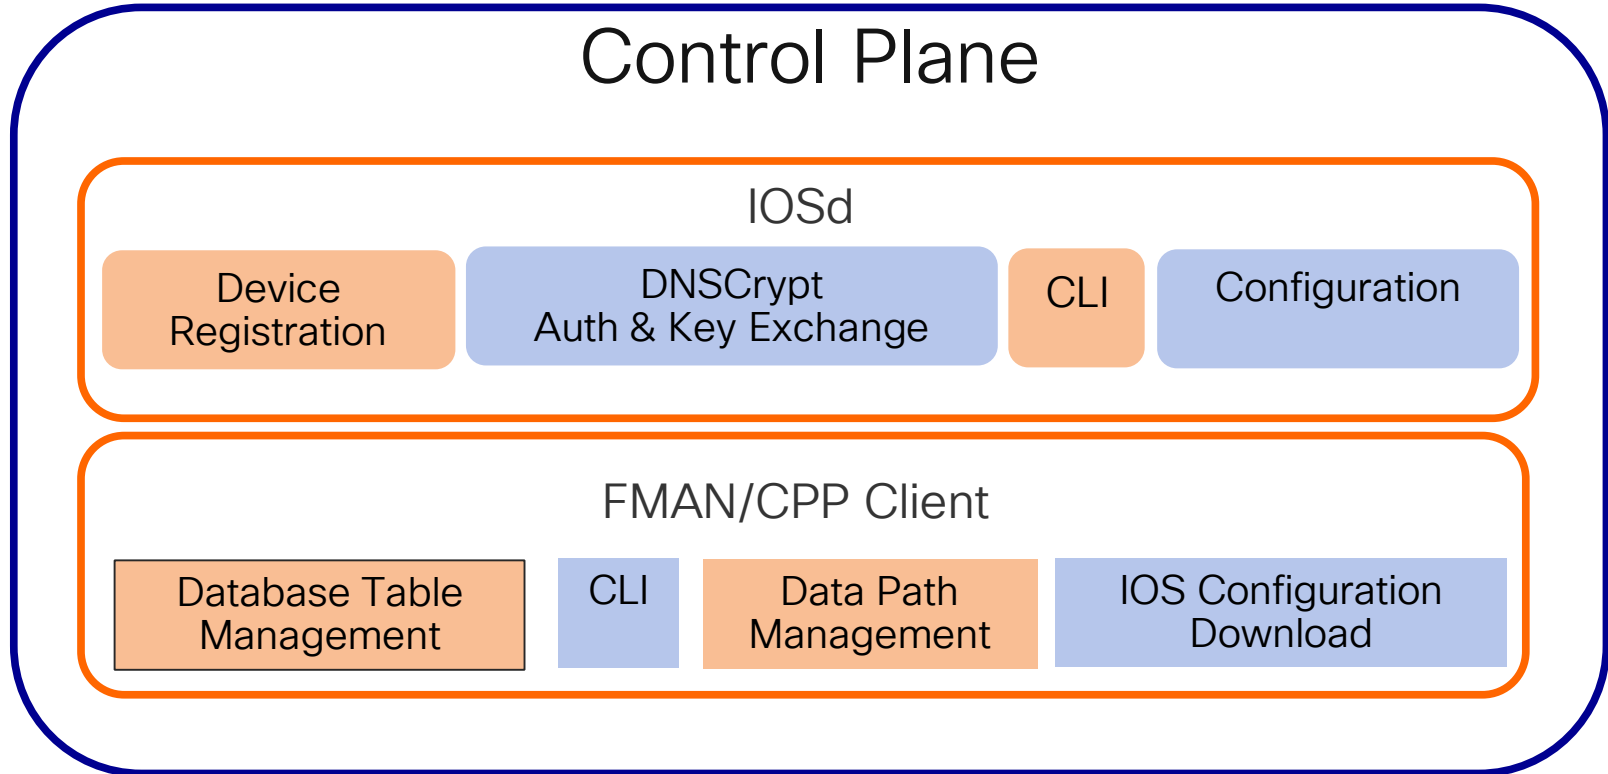 Control Plane
IOSd
Device
Registration
DNSCrypt
Auth & Key Exchange
CLI
Configuration
FMAN/CPP Client
Database Table
Management
CLI
Data Path
Management
IOS Configuration
Download